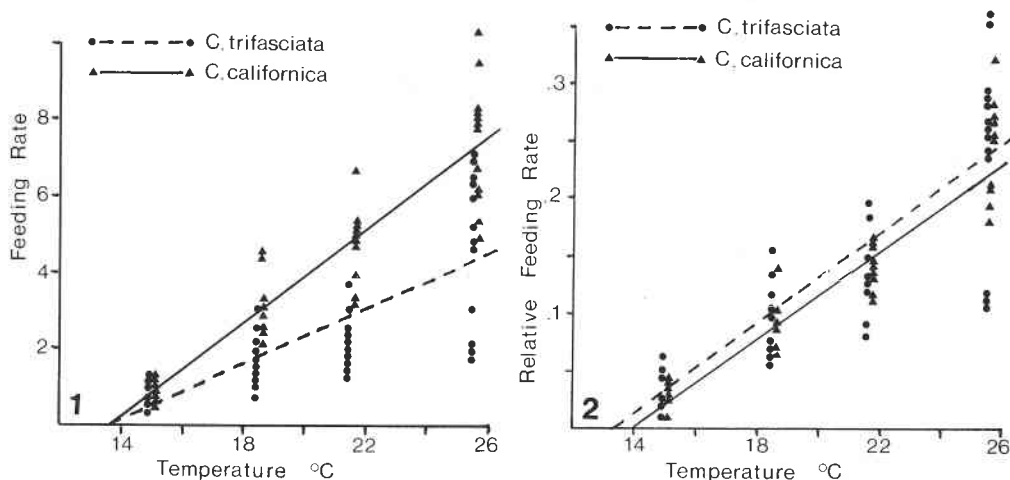 C. trifasciata
C. californica
8
6
4
2
Feeding Rate
1
14
18
22
26
Temperature °C
C. trifasciata
C. californica
.3
.2
.1
Relative Feeding Rate
2
14
18
22
26
Temperature °C